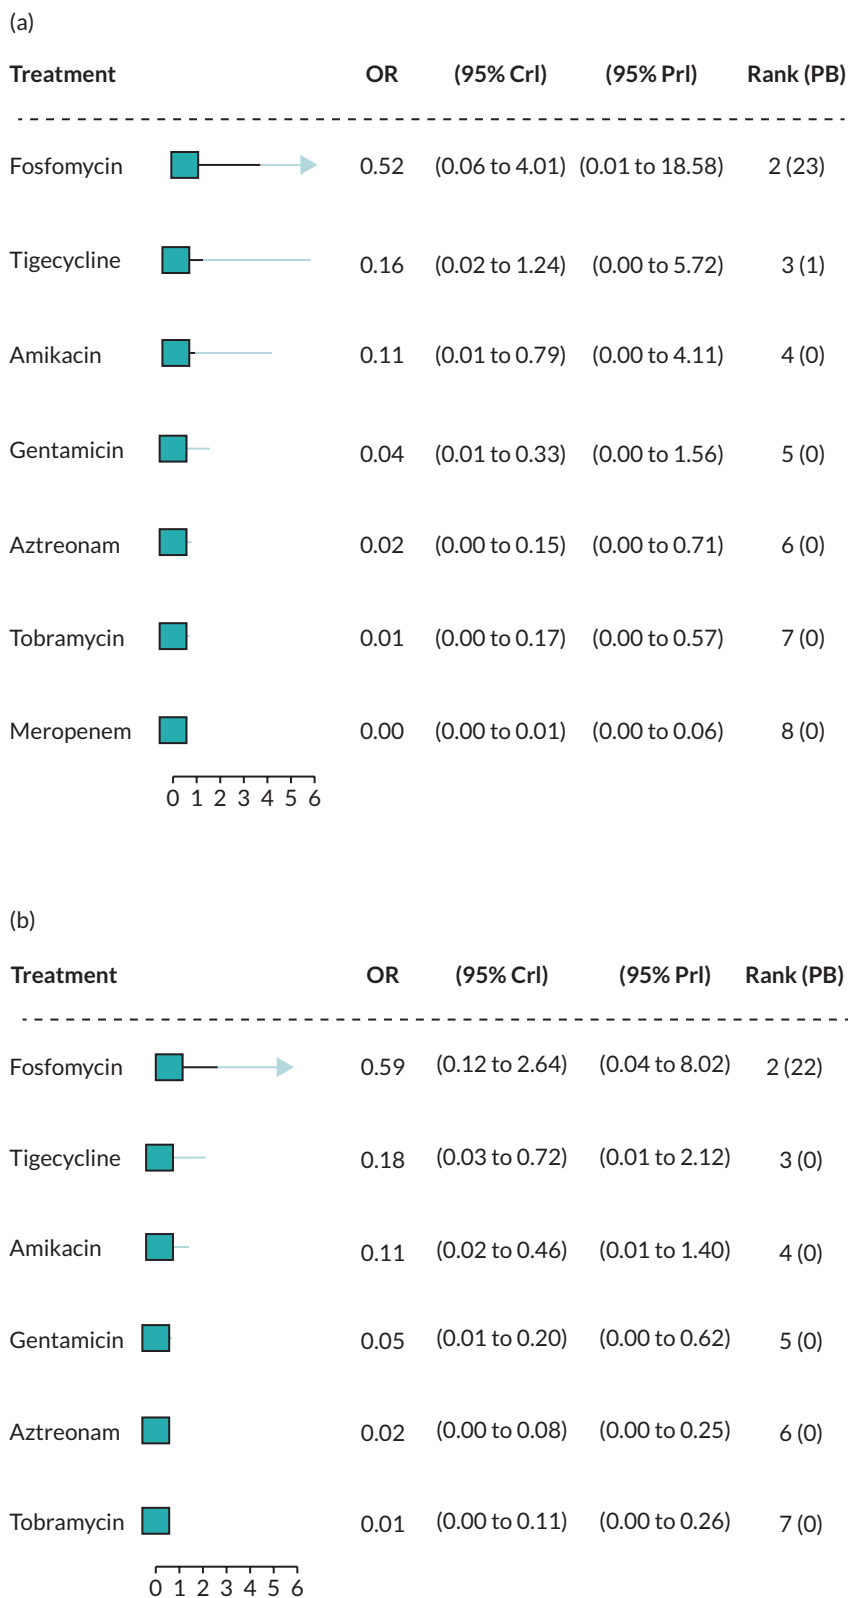 (a)
Treatment OR (95% Crl) (95% Prl) Rank (PB)
Fosfomycin 0.52 (0.06 to 4.01) (0.01 to 18.58) 2 (23)
Tigecycline 0.16 (0.02 to 1.24) (0.00 to 5.72) 3 (1)
Amikacin 0.11 (0.01 to 0.79) (0.00 to 4.11) 4 (0)
Gentamicin 0.04 (0.01 to 0.33) (0.00 to 1.56) 5 (0)
Aztreonam 0.02 (0.00 to 0.15) (0.00 to 0.71) 6 (0)
Tobramycin 0.01 (0.00 to 0.17) (0.00 to 0.57) 7 (0)
Meropenem 0.00 (0.00 to 0.01) (0.00 to 0.06) 8 (0)
0 1 2 3 4 5 6
(b)
Treatment OR (95% Crl) (95% Prl) Rank (PB)
Fosfomycin 0.59 (0.12 to 2.64) (0.04 to 8.02) 2 (22)
Tigecycline 0.18 (0.03 to 0.72) (0.01 to 2.12) 3 (0)
Amikacin 0.11 (0.02 to 0.46) (0.01 to 1.40) 4 (0)
Gentamicin 0.05 (0.01 to 0.20) (0.00 to 0.62) 5 (0)
Aztreonam 0.02 (0.00 to 0.08) (0.00 to 0.25) 6 (0)
Tobramycin 0.01 (0.00 to 0.11) (0.00 to 0.26) 7 (0)
0 1 2 3 4 5 6